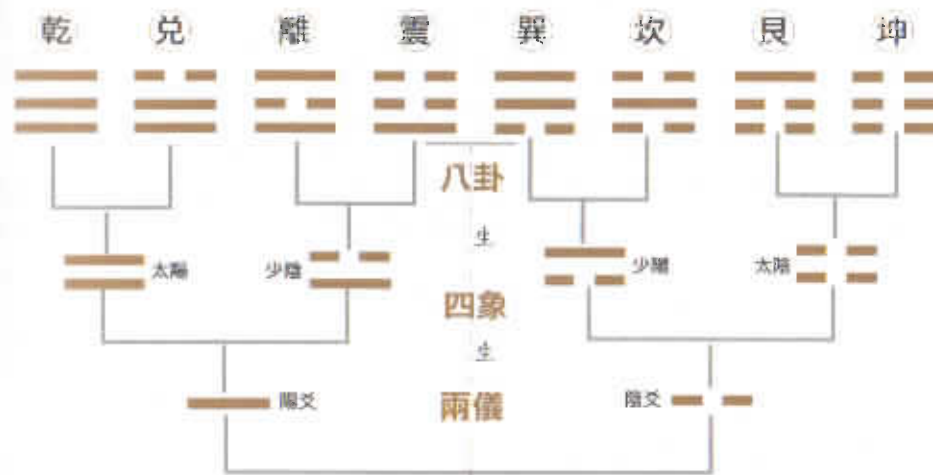 乾 兑 離 震 巽 坎 艮 坤
八卦
生
太陽 少陰 少陽 太陰
四象
生
陽爻 兩儀 陰爻